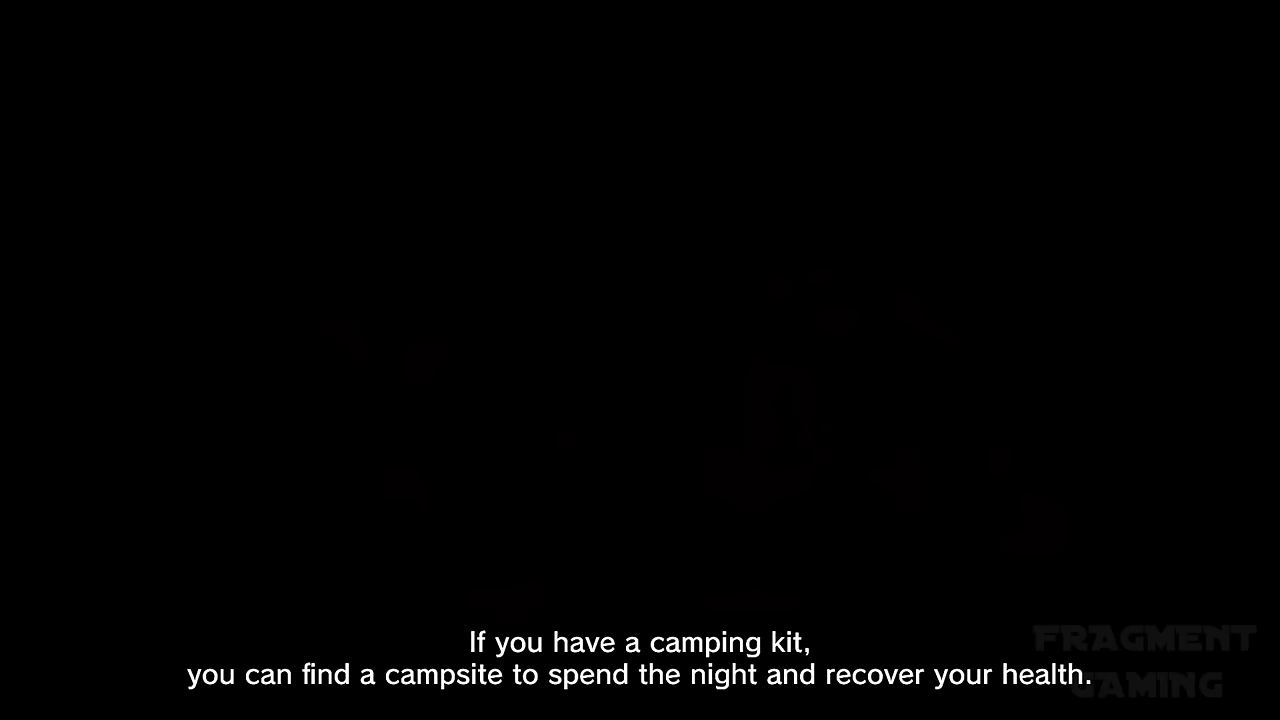 If you have a camping kit,
you can find a campsite to spend the night and recover your health.
FRAGMENT
GAMING